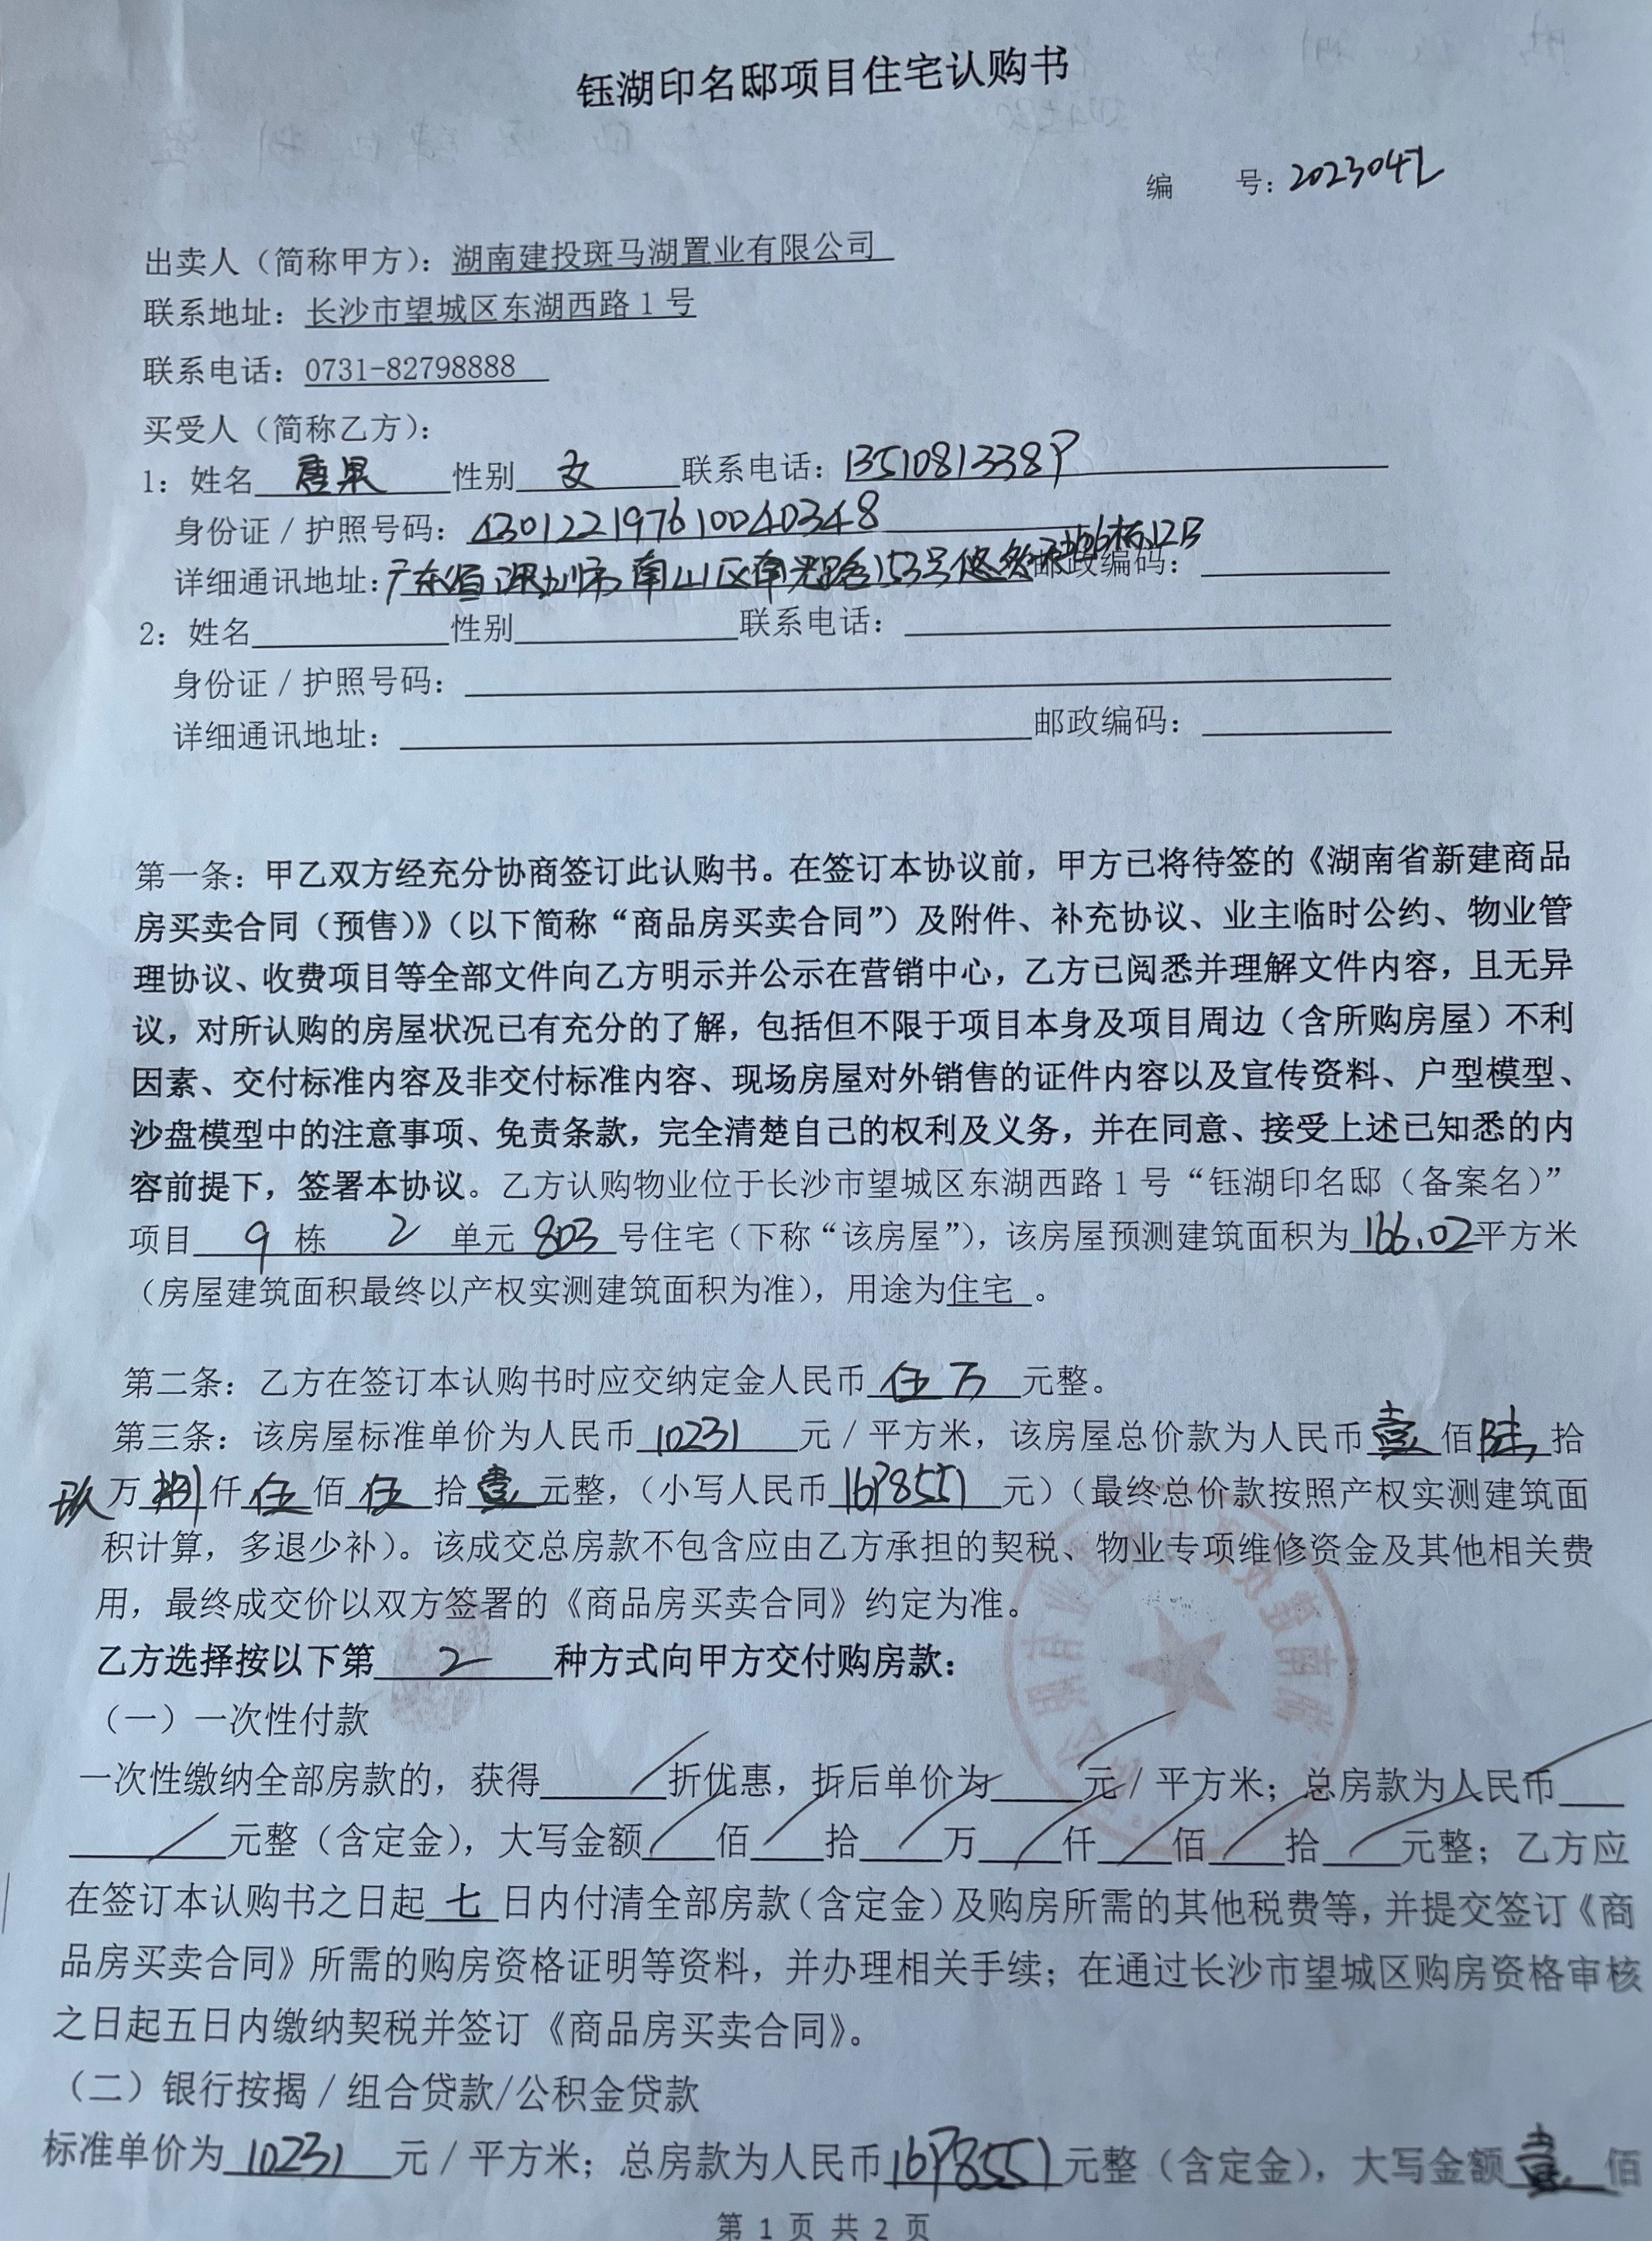 钰湖印名邸项目住宅认购书
编 号：
出卖人（简称甲方）：湖南建投斑马湖置业有限公司
联系地址：长沙市望城区东湖西路 1 号
联系电话：0731-82798888
买受人（简称乙方）：
1：姓名 唐果 性别 女 联系电话：13510813389
身份证 / 护照号码：430122197610040348
详细通讯地址：广东省深圳市南山区南光路153号悠然天地6栋12B 邮政编码：
2：姓名 性别 联系电话：
身份证 / 护照号码：
详细通讯地址： 邮政编码：
第一条：甲乙双方经充分协商签订此认购书。在签订本协议前，甲方已将待签的《湖南省新建商品
房买卖合同（预售）》（以下简称“商品房买卖合同”）及附件、补充协议、业主临时公约、物业管
理协议、收费项目等全部文件向乙方明示并公示在营销中心，乙方已阅悉并理解文件内容，且无异
议，对所认购的房屋状况已有充分的了解，包括但不限于项目本身及项目周边（含所购房屋）不利
因素、交付标准内容及非交付标准内容、现场房屋对外销售的证件内容以及宣传资料、户型模型、
沙盘模型中的注意事项、免责条款，完全清楚自己的权利及义务，并在同意、接受上述已知悉的内
容前提下，签署本协议。乙方认购物业位于长沙市望城区东湖西路 1 号“钰湖印名邸（备案名）”
项目 9 栋 2 单元 803 号住宅（下称“该房屋”），该房屋预测建筑面积为 166.02 平方米
（房屋建筑面积最终以产权实测建筑面积为准），用途为住宅 。
第二条：乙方在签订本认购书时应交纳定金人民币 伍万 元整。
第三条：该房屋标准单价为人民币 10231 元 / 平方米，该房屋总价款为人民币 壹 佰 陆 拾
玖 万 捌 仟 伍 佰 伍 拾 壹 元整，（小写人民币 1698551 元）（最终总价款按照产权实测建筑面
积计算，多退少补）。该成交总房款不包含应由乙方承担的契税、物业专项维修资金及其他相关费
用，最终成交价以双方签署的《商品房买卖合同》约定为准。
乙方选择按以下第 2 种方式向甲方交付购房款：
（一）一次性付款
一次性缴纳全部房款的，获得 / 折优惠，折后单价为 / 元 / 平方米；总房款为人民币
/ 元整（含定金），大写金额 / 佰 / 拾 / 万 / 仟 / 佰 / 拾 / 元整；乙方应
在签订本认购书之日起 七 日内付清全部房款（含定金）及购房所需的其他税费等，并提交签订《商
品房买卖合同》所需的购房资格证明等资料，并办理相关手续；在通过长沙市望城区购房资格审核
之日起五日内缴纳契税并签订《商品房买卖合同》。
（二）银行按揭 / 组合贷款/公积金贷款
标准单价为 10231 元 / 平方米；总房款为人民币 1698551 元整（含定金），大写金额 壹 佰
第 1 页 共 2 页